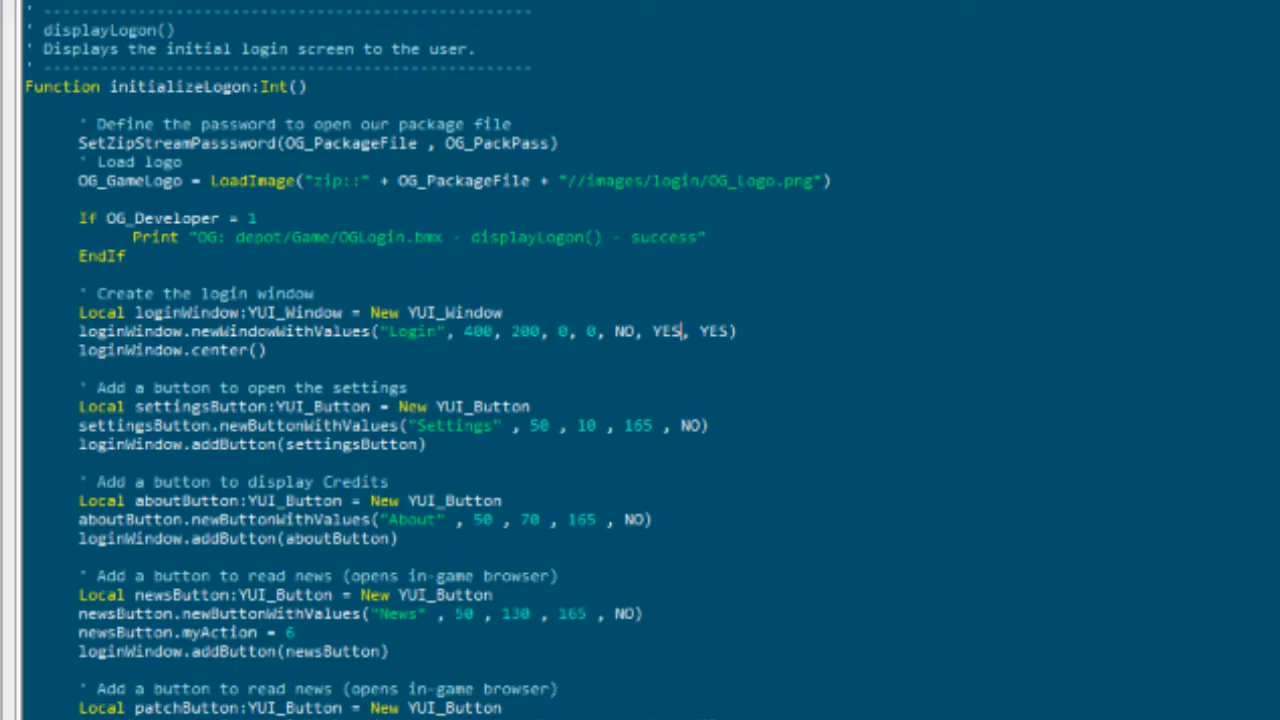 ' ----------------------------------------------------
' displayLogon()
' Displays the initial login screen to the user.
' ----------------------------------------------------
Function initializeLogon:Int()
' Define the password to open our package file
SetZipStreamPasssword(OG_PackageFile , OG_PackPass)
' Load logo
OG_GameLogo = LoadImage("zip::" + OG_PackageFile + "//images/login/OG_Logo.png")
If OG_Developer = 1
Print "OG: depot/Game/OGLogin.bmx - displayLogon() - success"
EndIf
' Create the login window
Local loginWindow:YUI_Window = New YUI_Window
loginWindow.newWindowWithValues("Login", 400, 200, 0, 0, NO, YES, YES)
loginWindow.center()
' Add a button to open the settings
Local settingsButton:YUI_Button = New YUI_Button
settingsButton.newButtonWithValues("Settings" , 50 , 10 , 165 , NO)
loginWindow.addButton(settingsButton)
' Add a button to display Credits
Local aboutButton:YUI_Button = New YUI_Button
aboutButton.newButtonWithValues("About" , 50 , 70 , 165 , NO)
loginWindow.addButton(aboutButton)
' Add a button to read news (opens in-game browser)
Local newsButton:YUI_Button = New YUI_Button
newsButton.newButtonWithValues("News" , 50 , 130 , 165 , NO)
newsButton.myAction = 6
loginWindow.addButton(newsButton)
' Add a button to read news (opens in-game browser)
Local patchButton:YUI_Button = New YUI_Button